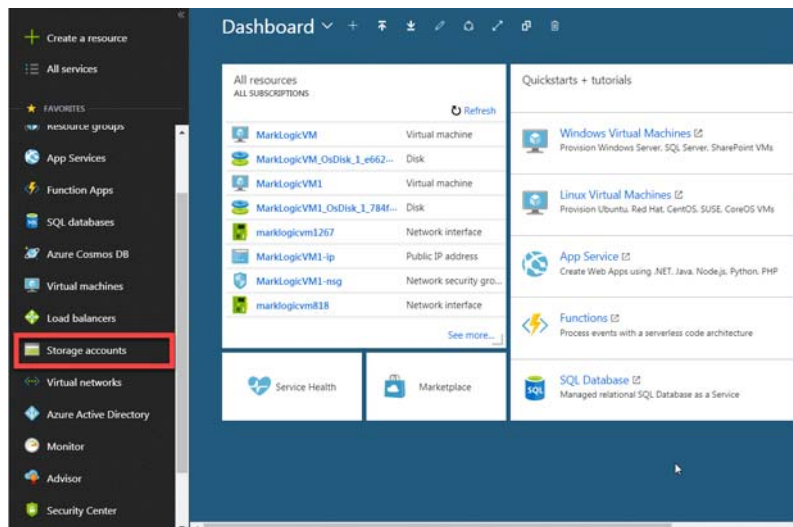 Create a resource
All services
FAVORITES
Resource groups
App Services
Function Apps
SQL databases
Azure Cosmos DB
Virtual machines
Load balancers
Storage accounts
Virtual networks
Azure Active Directory
Monitor
Advisor
Security Center
Dashboard
All resources
ALL SUBSCRIPTIONS
Refresh
MarkLogicVM Virtual machine
MarkLogicVM_OsDisk_1_e662... Disk
MarkLogicVM1 Virtual machine
MarkLogicVM1_OsDisk_1_784f... Disk
marklogicvm1267 Network interface
MarkLogicVM1-ip Public IP address
MarkLogicVM1-nsg Network security gro...
marklogicvm818 Network interface
See more...
Service Health
Marketplace
Quickstarts + tutorials
Windows Virtual Machines
Provision Windows Server, SQL Server, SharePoint VMs
Linux Virtual Machines
Provision Ubuntu, Red Hat, CentOS, SUSE, CoreOS VMs
App Service
Create Web Apps using .NET, Java, Node.js, Python, PHP
Functions
Process events with a serverless code architecture
SQL
SQL Database
Managed relational SQL Database as a Service